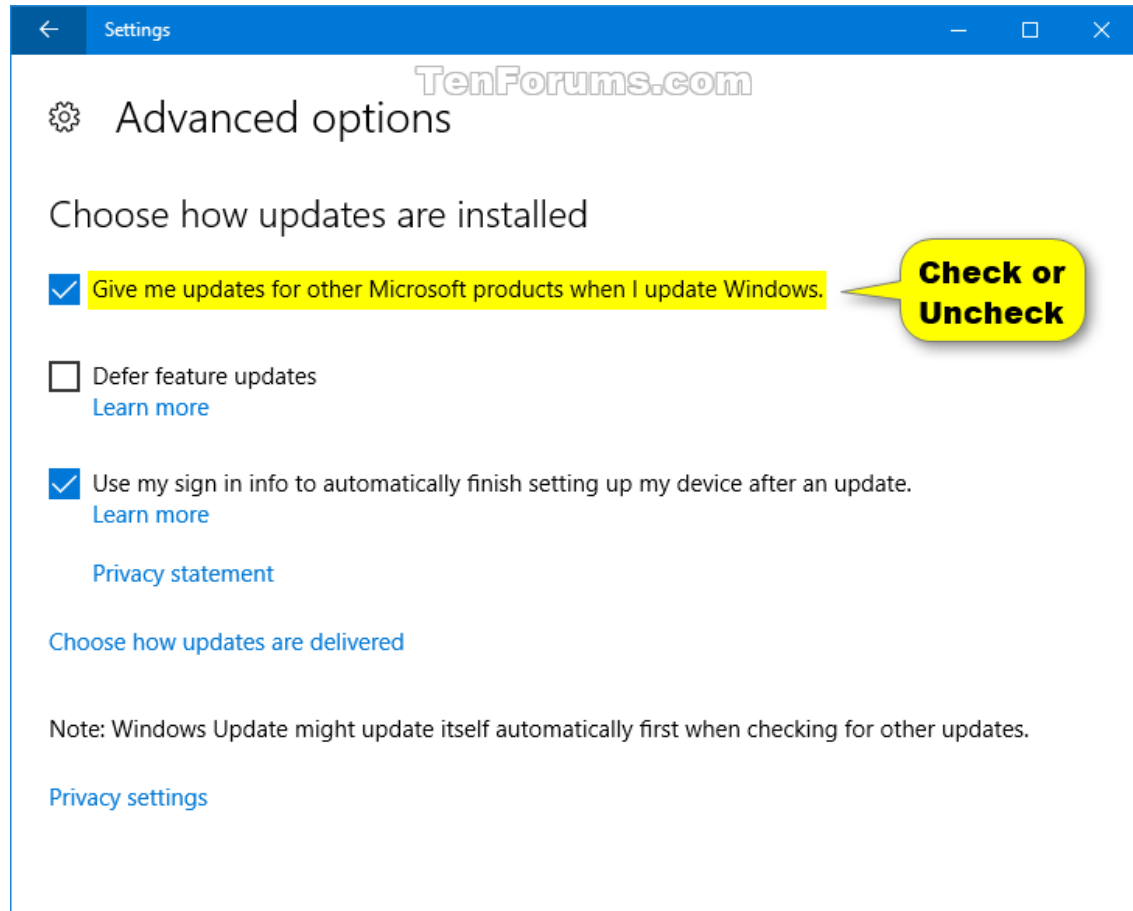 Settings
TenForums.com
Advanced options
Choose how updates are installed
Give me updates for other Microsoft products when I update Windows.
Check or
Uncheck
Defer feature updates
Learn more
Use my sign in info to automatically finish setting up my device after an update.
Learn more
Privacy statement
Choose how updates are delivered
Note: Windows Update might update itself automatically first when checking for other updates.
Privacy settings